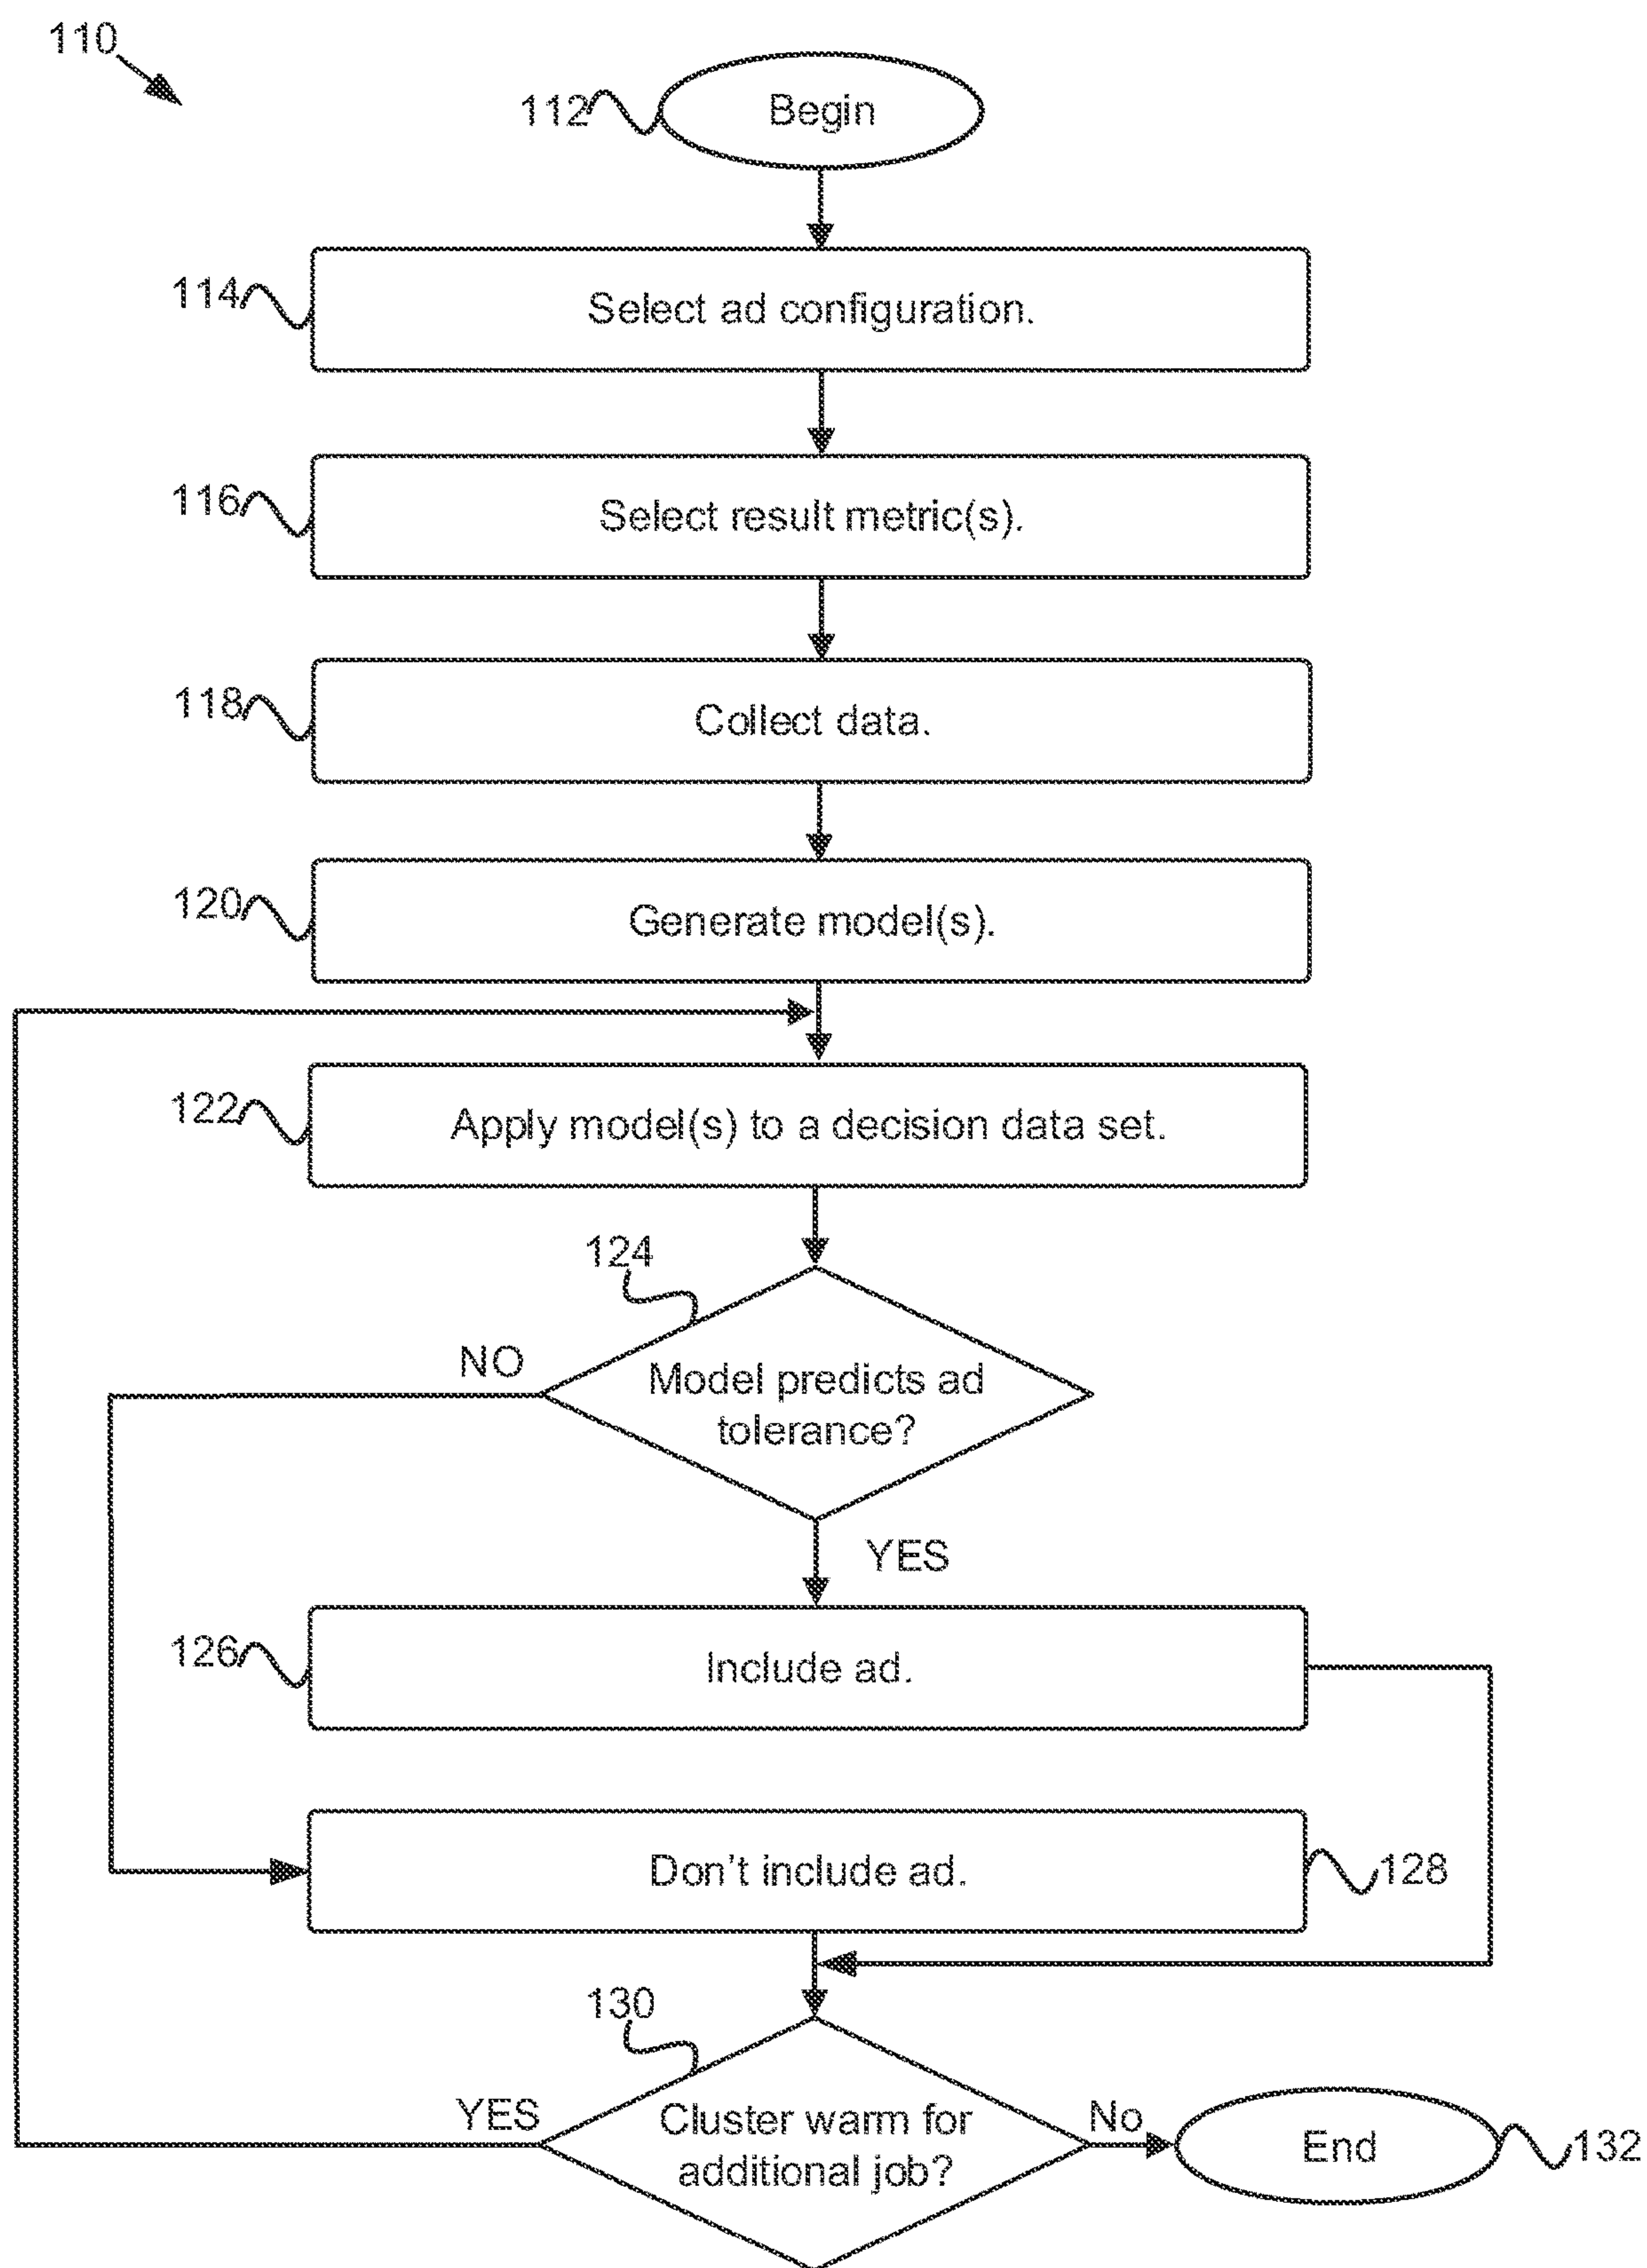 110
112
Begin
114
Select ad configuration.
116
Select result metric(s).
118
Collect data.
120
Generate model(s).
122
Apply model(s) to a decision data set.
124
NO
Model predicts ad
tolerance?
YES
126
Include ad.
Don't include ad.
128
130
YES
Cluster warm for
additional job?
No
End
132